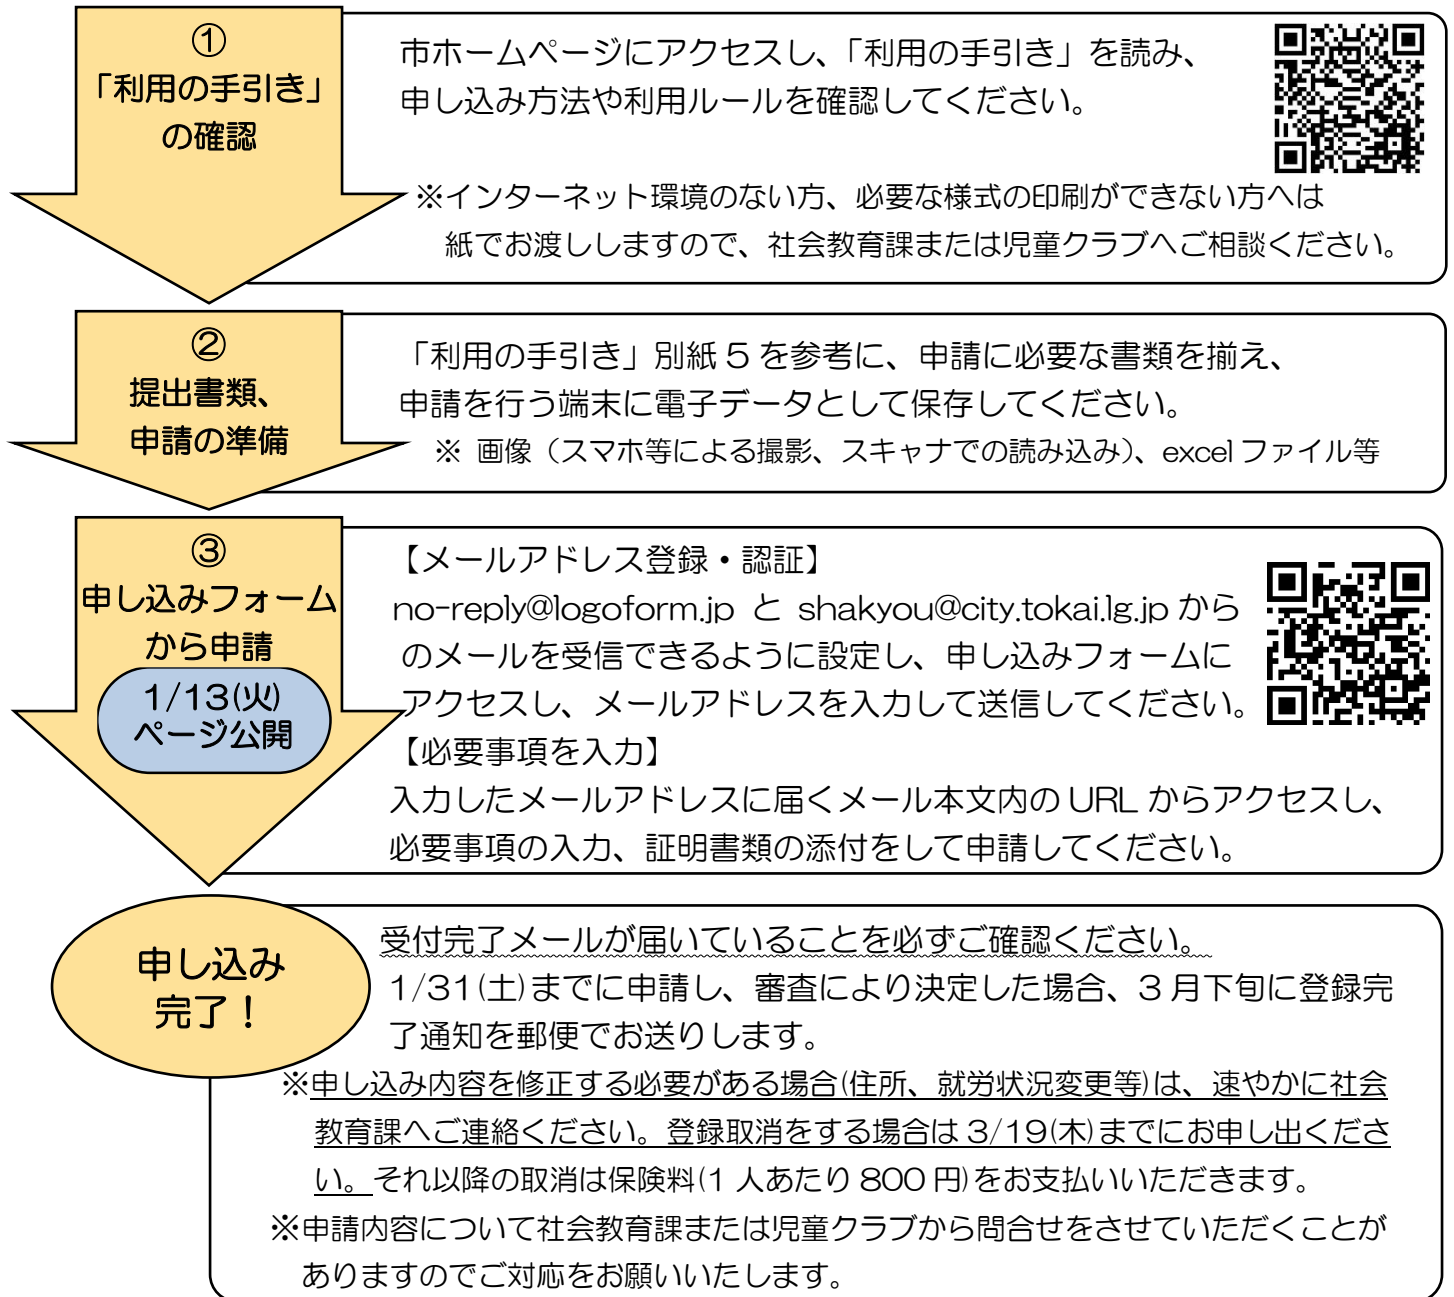 ①
「利用の手引き」
の確認
市ホームページにアクセスし、「利用の手引き」を読み、
申し込み方法や利用ルールを確認してください。
※インターネット環境のない方、必要な様式の印刷ができない方へは
紙でお渡ししますので、社会教育課または児童クラブへご相談ください。
②
提出書類、
申請の準備
「利用の手引き」別紙5を参考に、申請に必要な書類を揃え、
申請を行う端末に電子データとして保存してください。
※ 画像（スマホ等による撮影、スキャナでの読み込み）、excelファイル等
③
申し込みフォーム
から申請
1/13(火)
ページ公開
【メールアドレス登録・認証】
no-reply@logoform.jp と shakyou@city.tokai.lg.jp から
のメールを受信できるように設定し、申し込みフォームに
アクセスし、メールアドレスを入力して送信してください。
【必要事項を入力】
入力したメールアドレスに届くメール本文内の URL からアクセスし、
必要事項の入力、証明書類の添付をして申請してください。
申し込み
完了！
受付完了メールが届いていることを必ずご確認ください。
1/31(土)までに申請し、審査により決定した場合、3月下旬に登録完
了通知を郵便でお送りします。
※申し込み内容を修正する必要がある場合(住所、就労状況変更等)は、速やかに社会
教育課へご連絡ください。登録取消をする場合は3/19(木)までにお申し出くださ
い。それ以降の取消は保険料(1人あたり800円)をお支払いいただきます。
※申請内容について社会教育課または児童クラブから問合せをさせていただくことが
ありますのでご対応をお願いいたします。